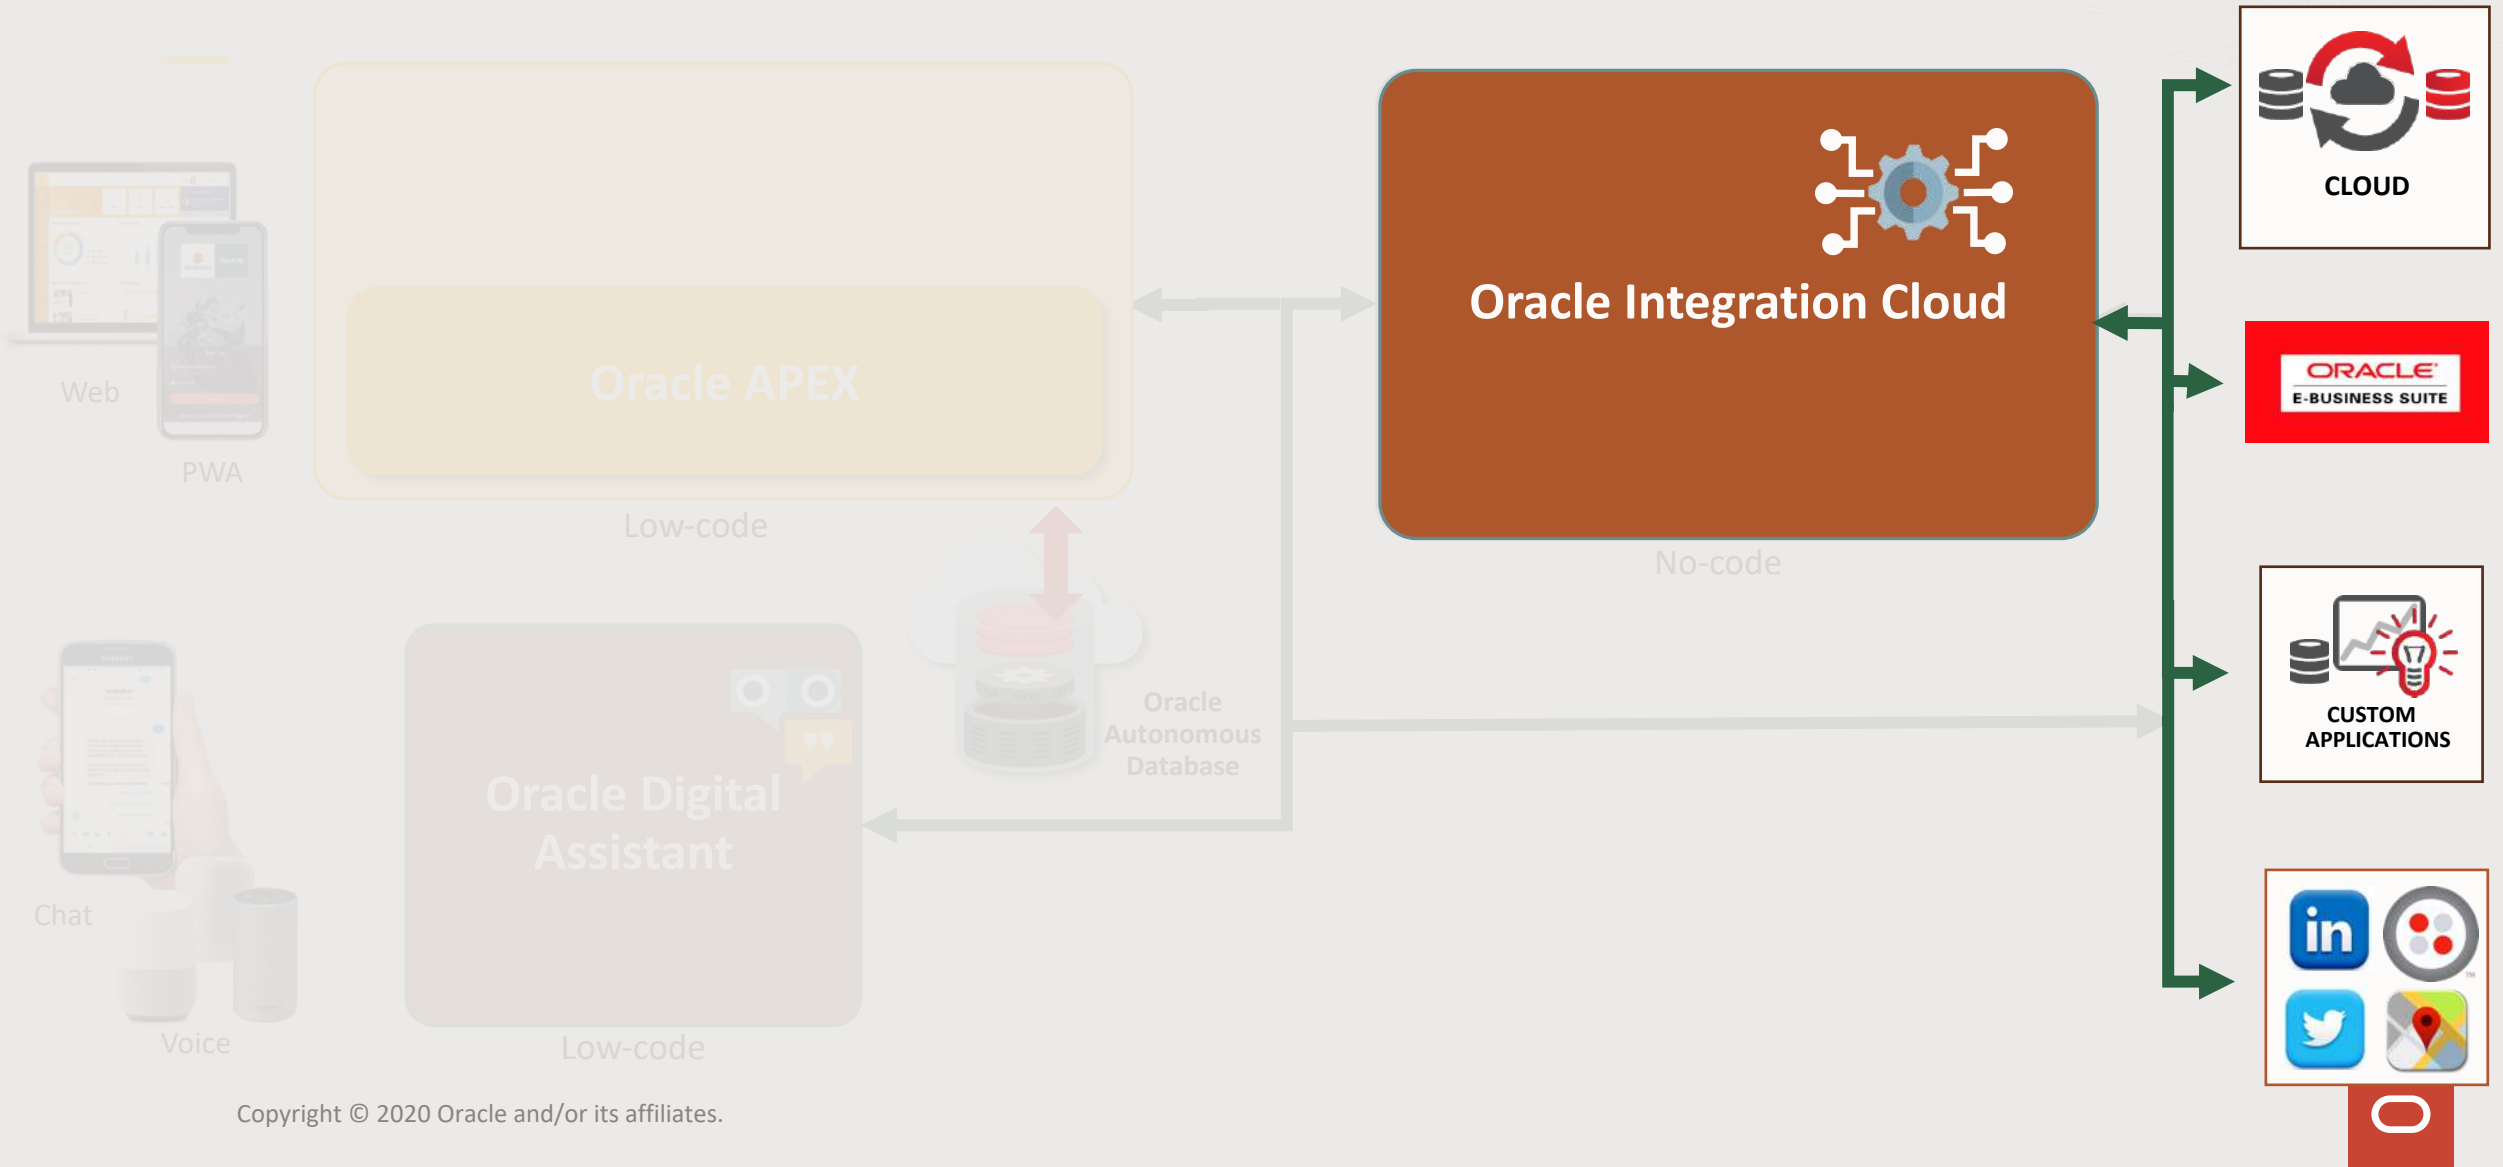 CLOUD
Oracle Integration Cloud
ORACLE
E-BUSINESS SUITE
Oracle APEX
Web
PWA
Low-code
No-code
Oracle
Autonomous
Database
CUSTOM
APPLICATIONS
Oracle Digital
Assistant
Chat
in
Voice
Low-code
Copyright © 2020 Oracle and/or its affiliates.